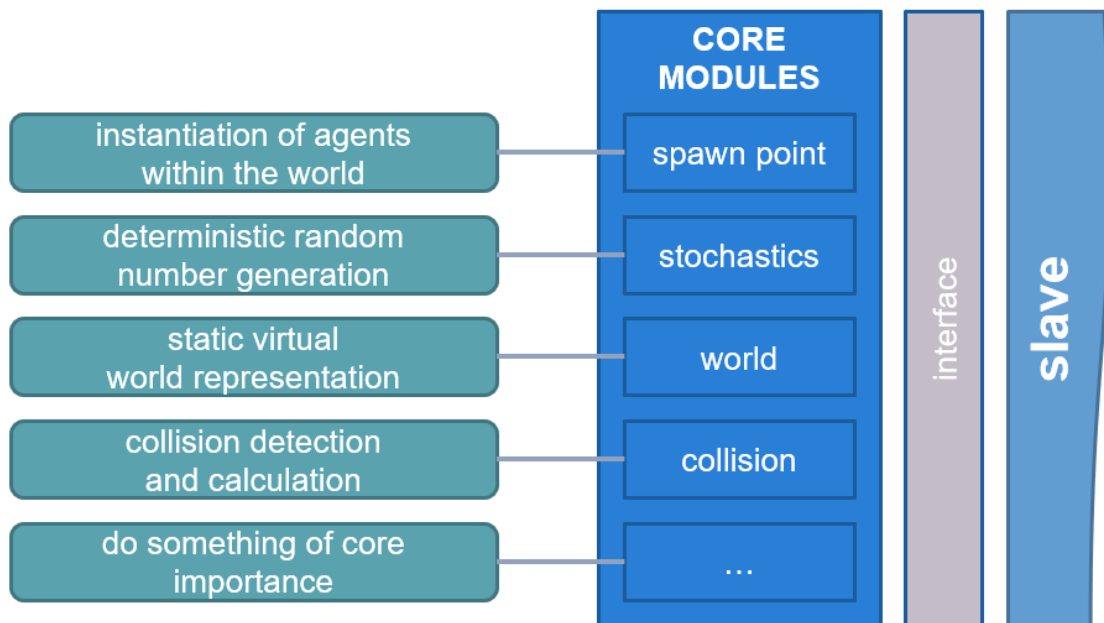 CORE
MODULES
instantiation of agents
within the world
spawn point
deterministic random
number generation
stochastics
static virtual
world representation
world
collision detection
and calculation
collision
do something of core
importance
...
interface
slave